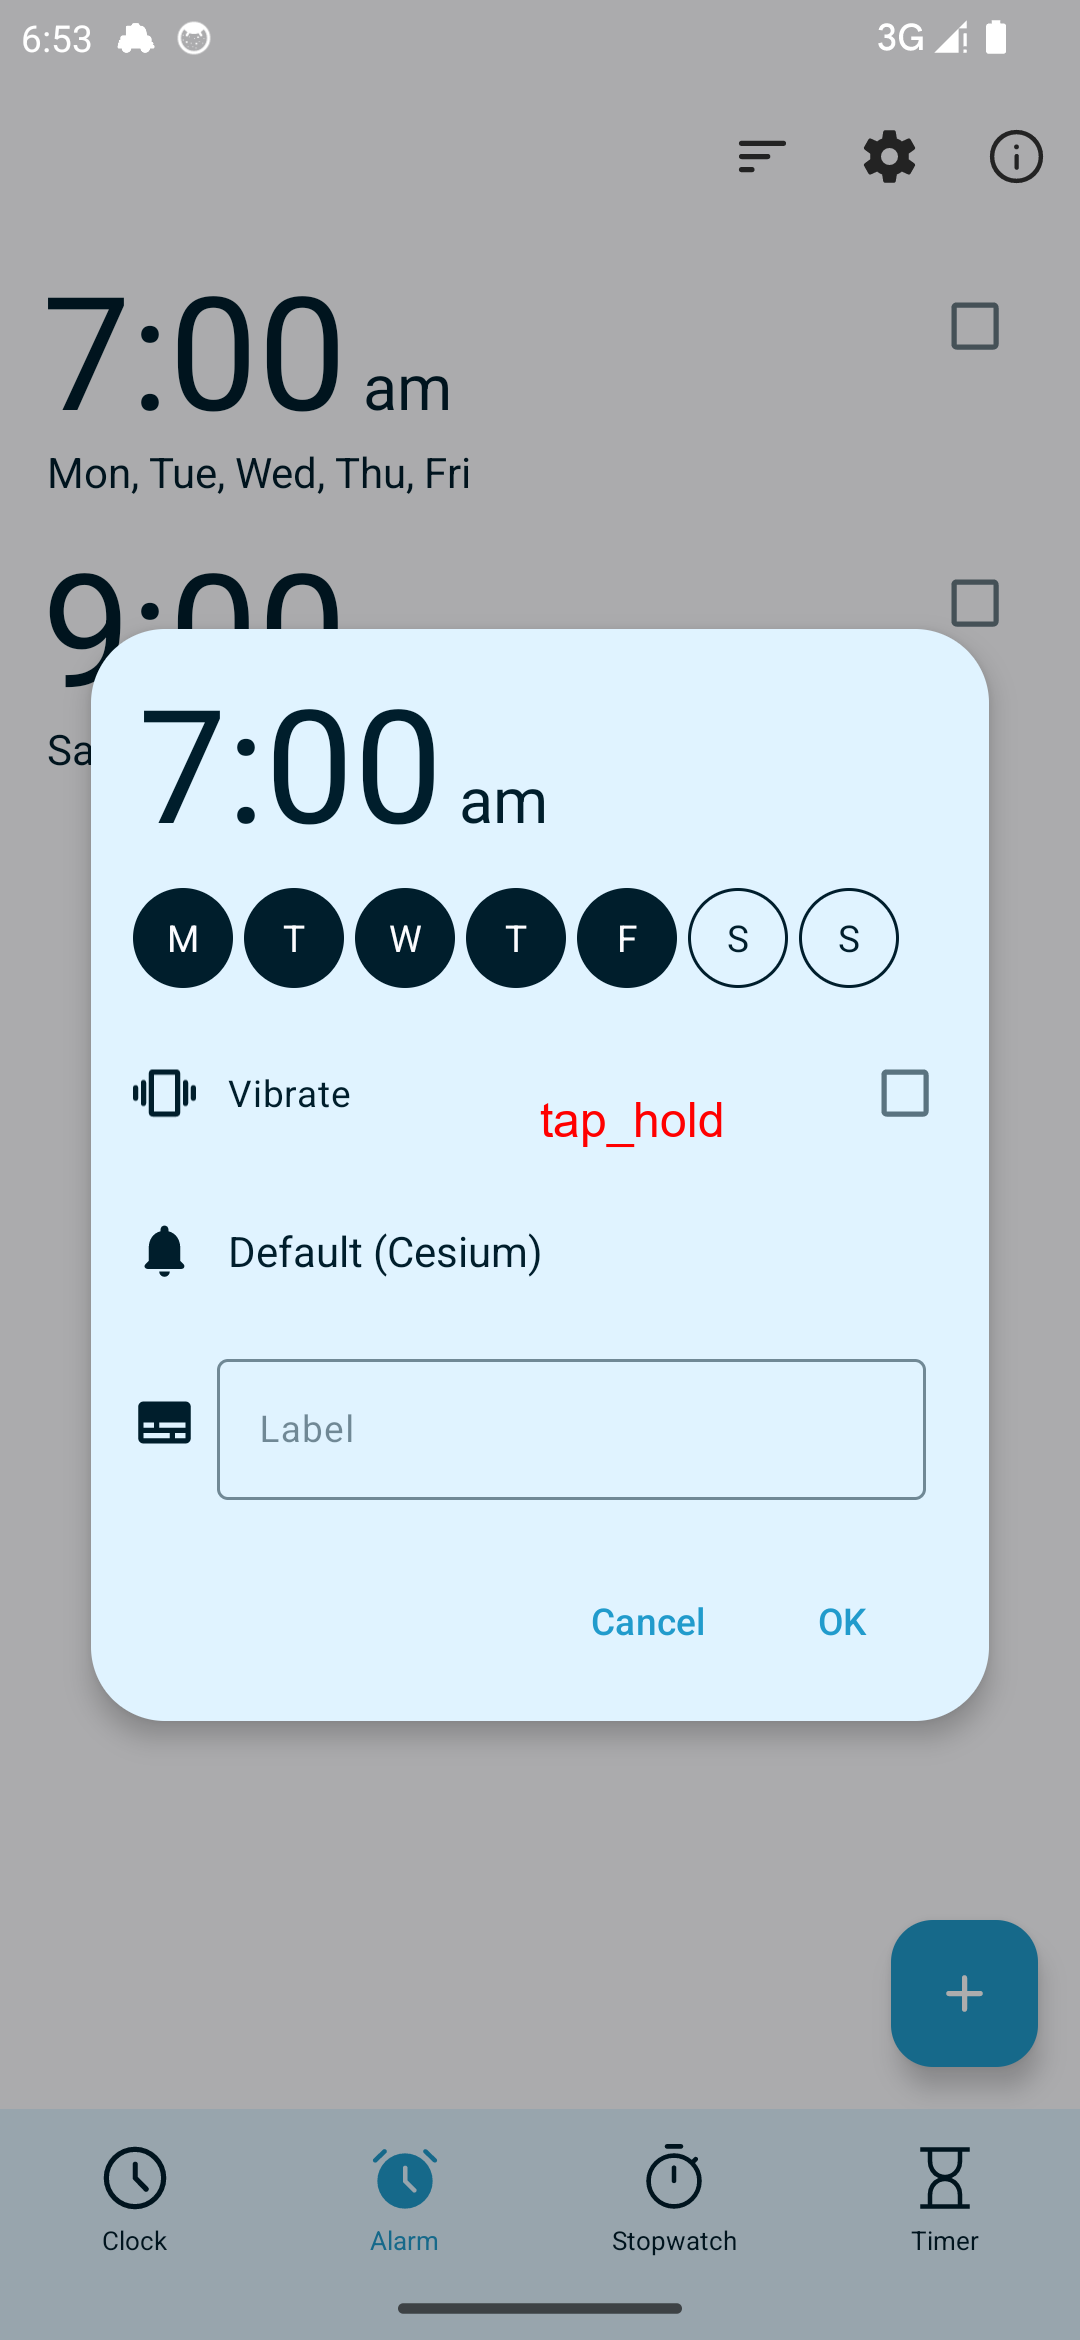 6:53
3G
7:00 am
Mon, Tue, Wed, Thu, Fri
9:00
Sa
7:00 am
M T W T F S S
Vibrate
tap_hold
Default (Cesium)
Label
Cancel OK
Clock Alarm Stopwatch Timer